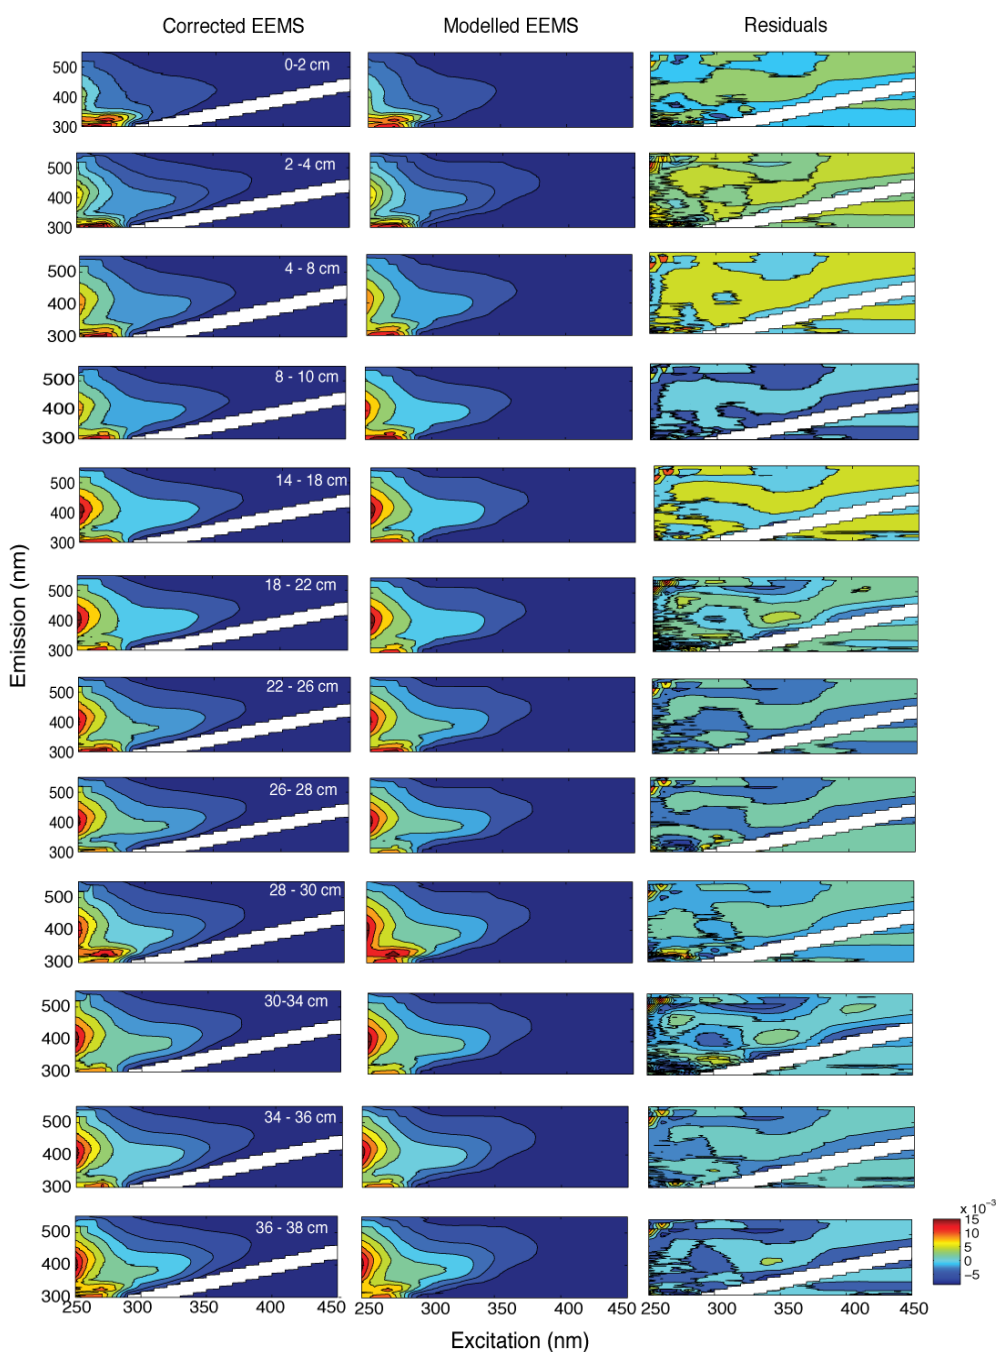 Corrected EEMS Modelled EEMS Residuals
500
400
300
0-2 cm
500
400
300
2 -4 cm
500
400
300
4 - 8 cm
500
400
300
8 - 10 cm
500
400
300
14 - 18 cm
500
400
300
18 - 22 cm
500
400
300
22 - 26 cm
500
400
300
26- 28 cm
500
400
300
28 - 30 cm
500
400
300
30-34 cm
500
400
300
34 - 36 cm
500
400
300
36 - 38 cm
250 300 350 400 450 250 300 350 400 450 250 300 350 400 450
Emission (nm)
Excitation (nm)
x 10⁻³
15
10
5
0
−5